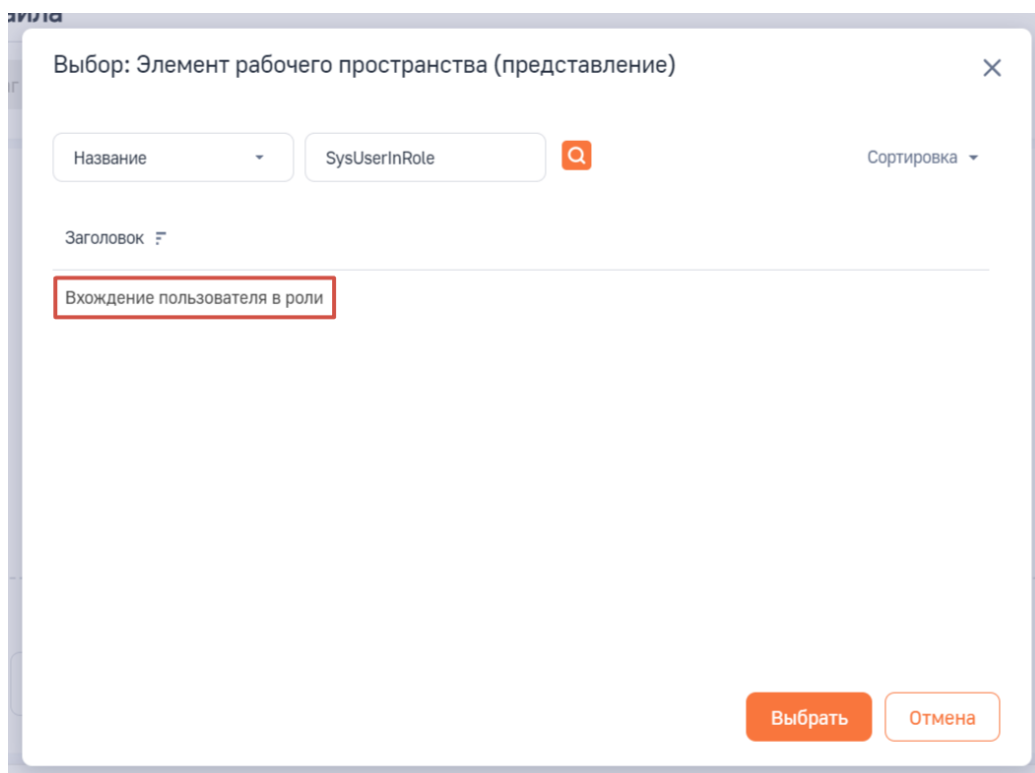 Выбор: Элемент рабочего пространства (представление)
Название
SysUserInRole
Сортировка
Заголовок
Вхождение пользователя в роли
Выбрать
Отмена